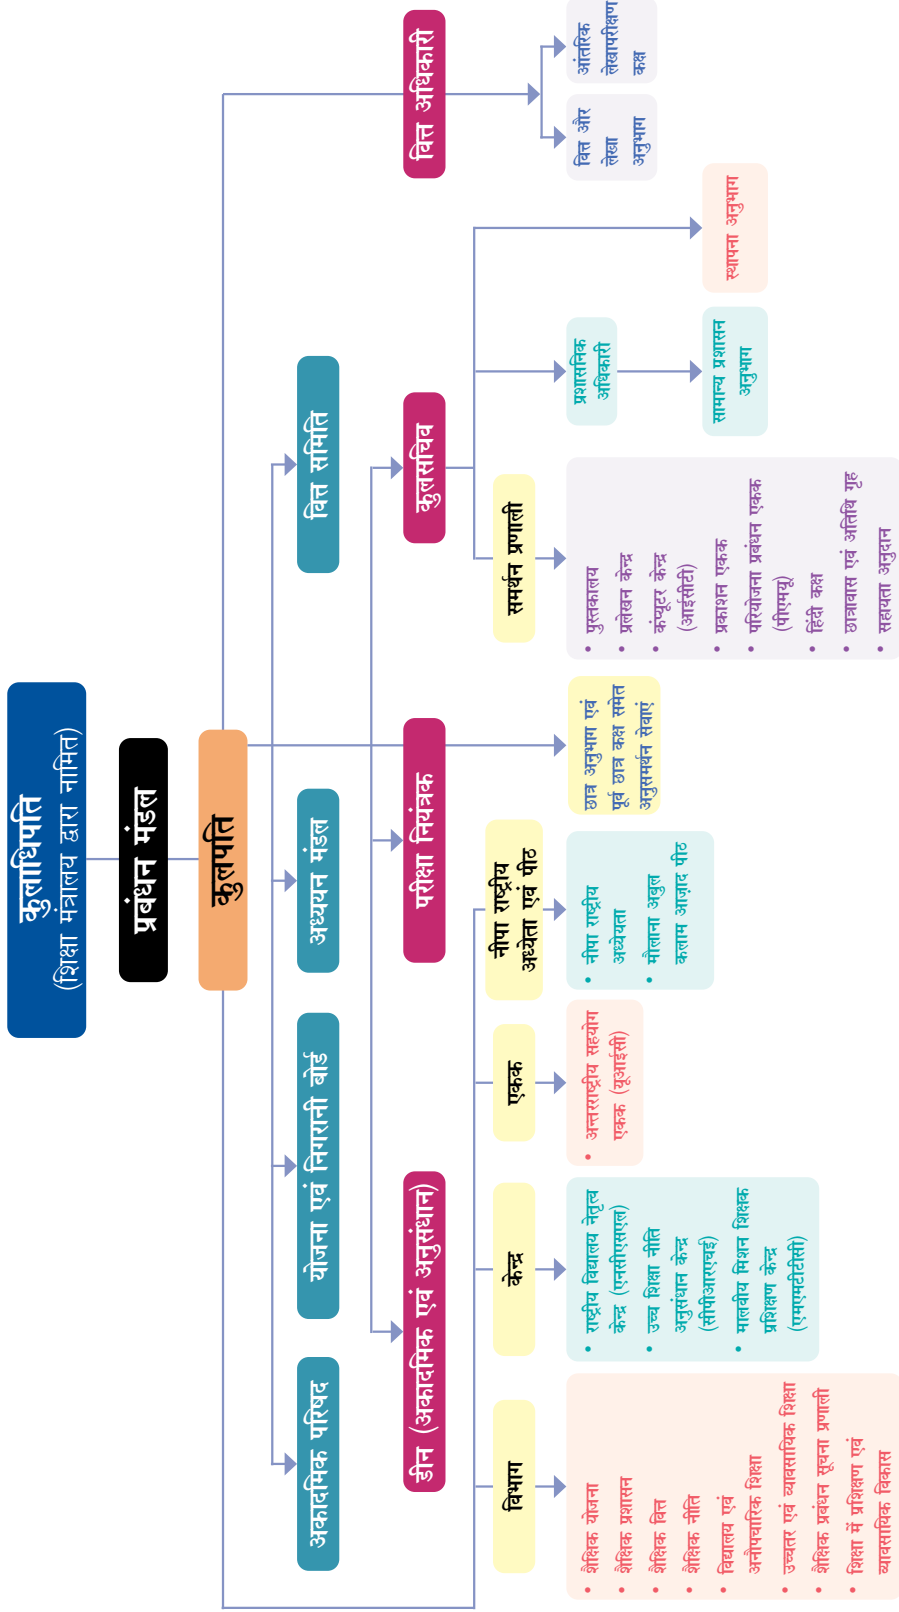 कुलाधिपति
(शिक्षा मंत्रालय द्वारा नामित)
प्रबंधन मंडल
कुलपति
अकादमिक परिषद
योजना एवं निगरानी बोर्ड
अध्ययन मंडल
वित्त समिति
डीन (अकादमिक एवं अनुसंधान)
परीक्षा नियंत्रक
कुलसचिव
वित्त अधिकारी
विभाग
• शैक्षिक योजना
• शैक्षिक प्रशासन
• शैक्षिक वित्त
• शैक्षिक नीति
• विद्यालय एवं
अनौपचारिक शिक्षा
• उच्चतर एवं व्यावसायिक शिक्षा
• शैक्षिक प्रबंधन सूचना प्रणाली
• शिक्षा में प्रशिक्षण एवं
व्यावसायिक विकास
केन्द्र
• राष्ट्रीय विद्यालय नेतृत्व
केन्द्र (एनसीएसएल)
• उच्च शिक्षा नीति
अनुसंधान केन्द्र
(सीपीआरएचई)
• मालवीय मिशन शिक्षक
प्रशिक्षण केन्द्र
(एमएमटीटीसी)
एकक
• अन्तरराष्ट्रीय सहयोग
एकक (यूआईसी)
नीपा राष्ट्रीय
अध्येता एवं पीठ
• नीपा राष्ट्रीय
अध्येयता
• मौलाना अबुल
कलाम आज़ाद पीठ
छात्र अनुभाग एवं
पूर्व छात्र कक्ष समेत
अनुसमर्थन सेवाएं
समर्थन प्रणाली
• पुस्तकालय
• प्रलेखन केन्द्र
• कंप्यूटर केन्द्र
(आईसीटी)
• प्रकाशन एकक
• परियोजना प्रबंधन एकक
(पीएमयू)
• हिंदी कक्ष
• छात्रावास एवं अतिथि गृह
• सहायता अनुदान
प्रशासनिक
अधिकारी
सामान्य प्रशासन
अनुभाग
स्थापना अनुभाग
वित्त और
लेखा
अनुभाग
आंतरिक
लेखापरीक्षण
कक्ष